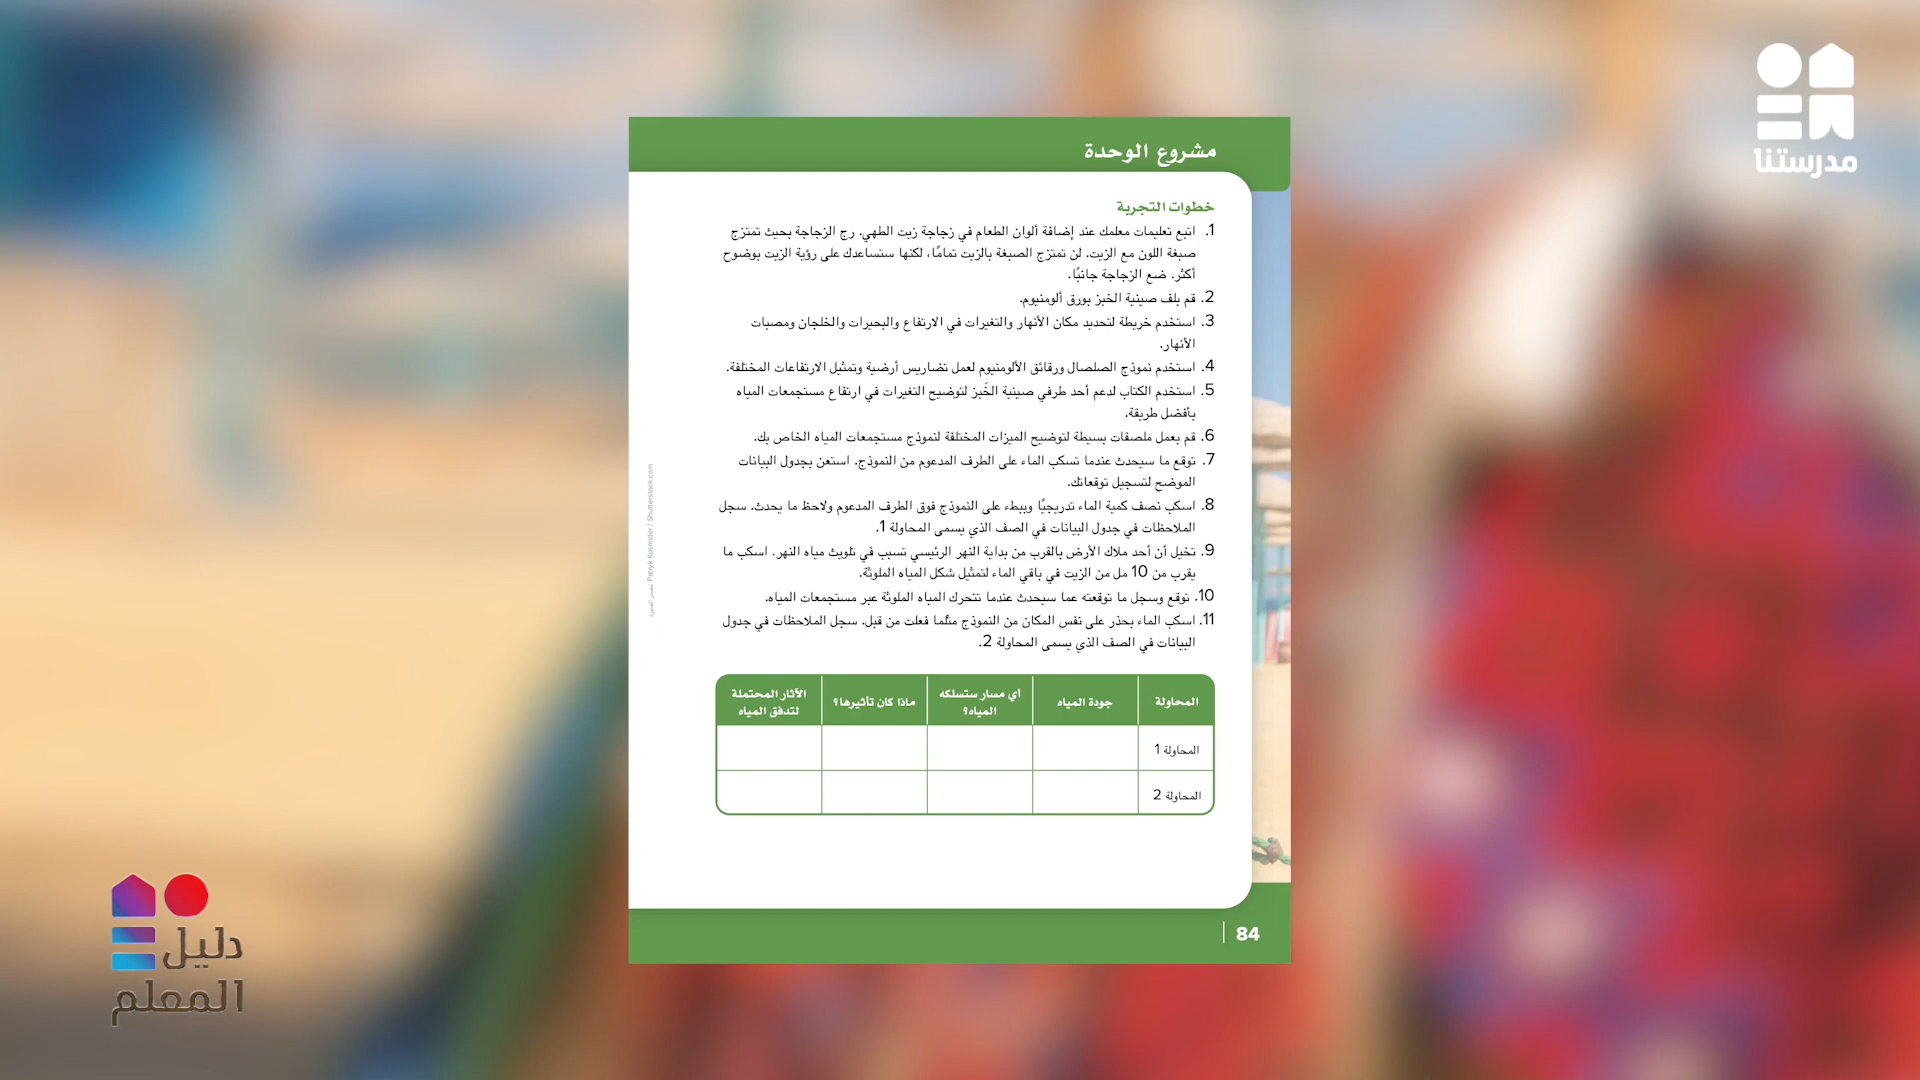 مدرستنا
مشروع الوحدة
خطوات التجربة
1. اتبع تعليمات معلمك عند إضافة ألوان الطعام في زجاجة زيت الطهي. رج الزجاجة بحيث تمتزج
صبغة اللون مع الزيت. لن تمتزج الصبغة بالزيت تمامًا، لكنها ستساعدك على رؤية الزيت بوضوح
أكثر. ضع الزجاجة جانبًا.
2. قم بلف صينية الخبز بورق ألومنيوم.
3. استخدم خريطة لتحديد مكان الأنهار والتغيرات في الارتفاع والبحيرات والخلجان ومصبات
الأنهار.
4. استخدم نموذج الصلصال ورقائق الألومنيوم لعمل تضاريس أرضية وتمثيل الارتفاعات المختلفة.
5. استخدم الكتاب لدعم أحد طرفي صينية الخَبز لتوضيح التغيرات في ارتفاع مستجمعات المياه
بأفضل طريقة.
6. قم بعمل ملصقات بسيطة لتوضيح الميزات المختلفة لنموذج مستجمعات المياه الخاص بك.
7. توقع ما سيحدث عندما تسكب الماء على الطرف المدعوم من النموذج. استعن بجدول البيانات
الموضح لتسجيل توقعاتك.
8. اسكب نصف كمية الماء تدريجيًا وببطء على النموذج فوق الطرف المدعوم ولاحظ ما يحدث. سجل
الملاحظات في جدول البيانات في الصف الذي يسمى المحاولة 1.
9. تخيل أن أحد ملاك الأرض بالقرب من بداية النهر الرئيسي تسبب في تلويث مياه النهر. اسكب ما
يقرب من 10 مل من الزيت في باقي الماء لتمثيل شكل المياه الملوثة.
10. توقع وسجل ما توقعته عما سيحدث عندما تتحرك المياه الملوثة عبر مستجمعات المياه.
11. اسكب الماء بحذر على نفس المكان من النموذج مثلما فعلت من قبل. سجل الملاحظات في جدول
البيانات في الصف الذي يسمى المحاولة 2.
المحاولة
جودة المياه
أي مسار ستسلكه
المياه؟
ماذا كان تأثيرها؟
الآثار المحتملة
لتدفق المياه
المحاولة 1
المحاولة 2
مصدر الصورة: Patryk Kosmider / Shutterstock.com
84
دليل
المعلم